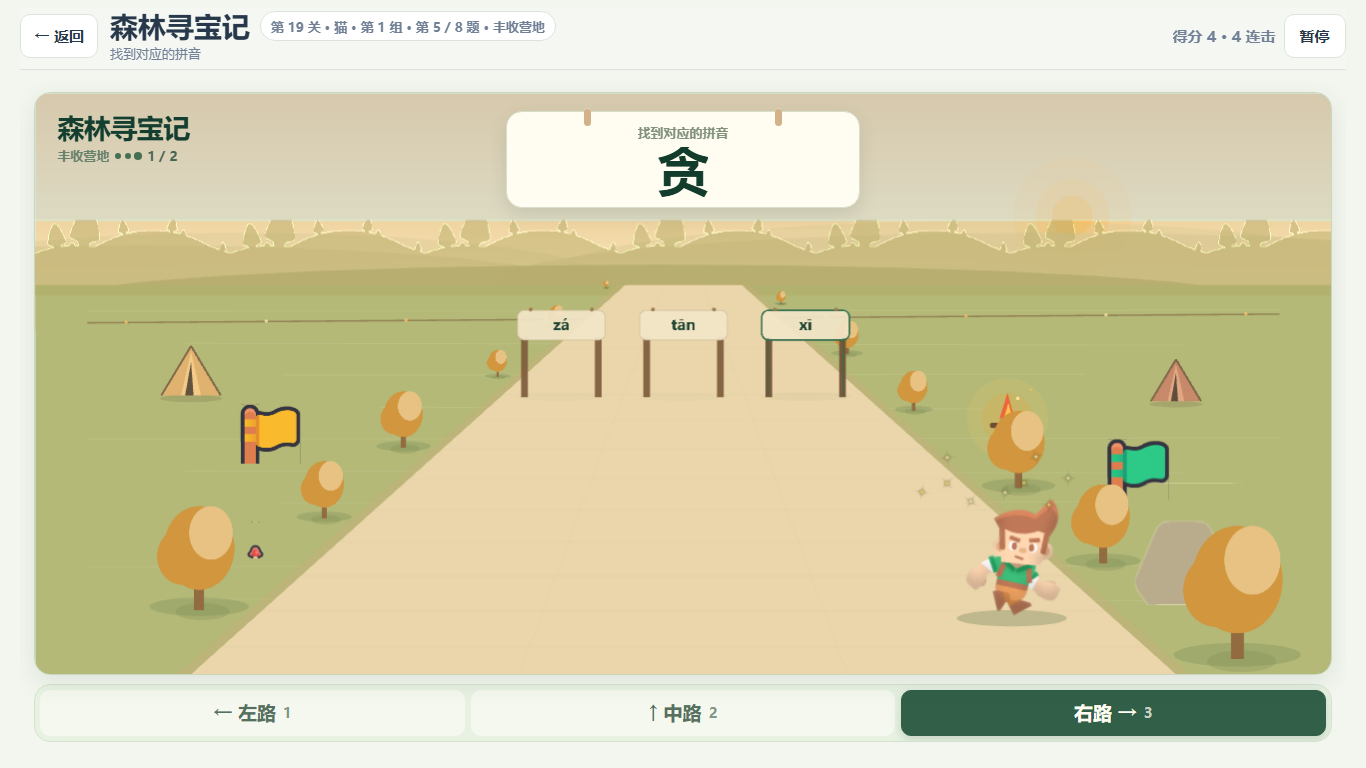 ← 返回
森林寻宝记
第 19 关 • 猫 • 第 1 组 • 第 5 / 8 题 • 丰收营地
找到对应的拼音
得分 4 • 4 连击
暂停
森林寻宝记
丰收营地 ●●● 1 / 2
找到对应的拼音
贪
zá
tān
xī
← 左路 1
↑ 中路 2
右路 → 3